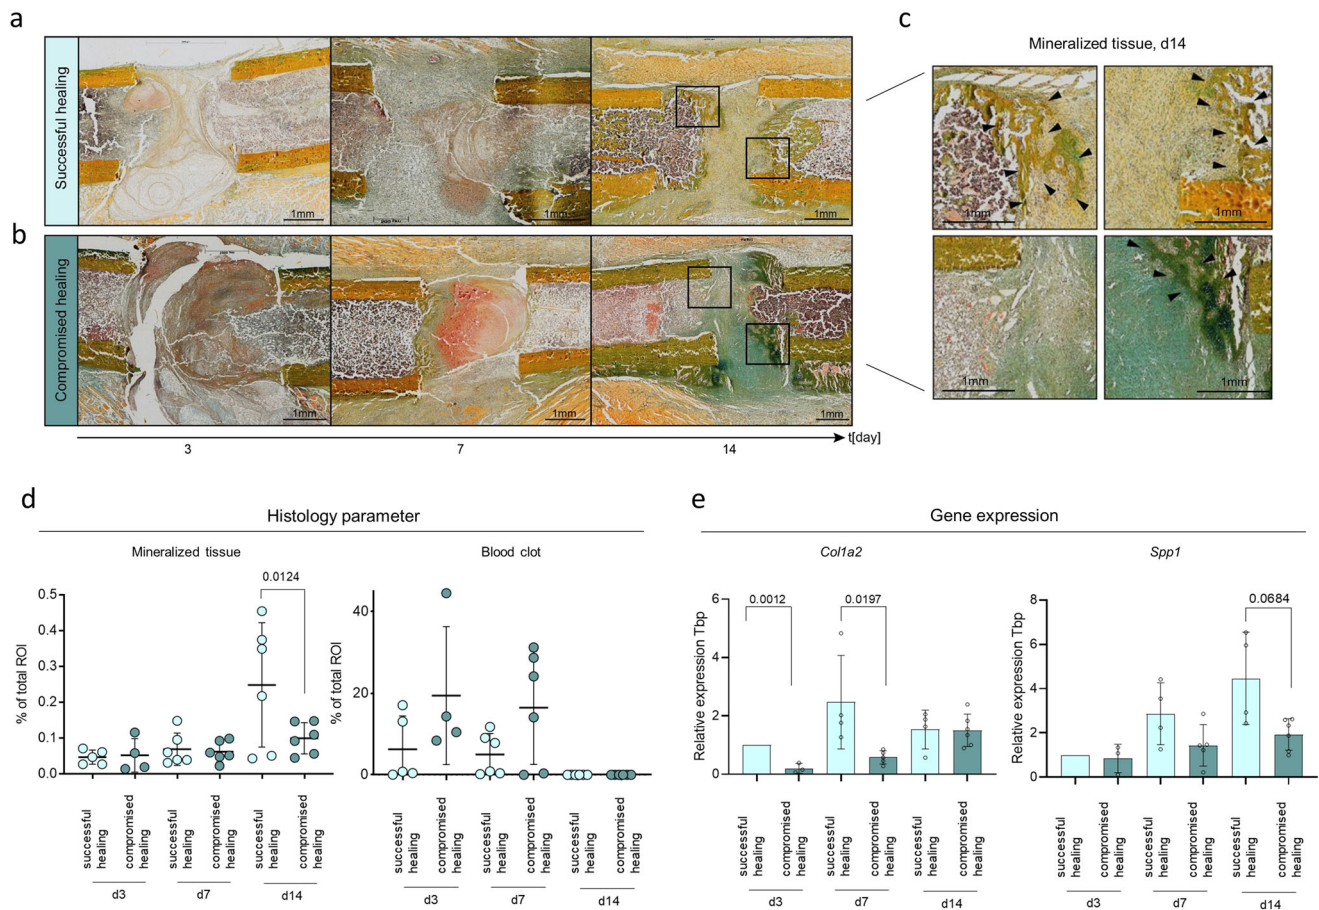 a
Successful healing
1mm
1mm
1mm
b
Compromised healing
1mm
1mm
1mm
3
7
14
t[day]
c
Mineralized tissue, d14
1mm
1mm
1mm
1mm
d
Histology parameter
Mineralized tissue
% of total ROI
0.5
0.4
0.3
0.2
0.1
0.0
0.0124
successful
healing
compromised
healing
successful
healing
compromised
healing
successful
healing
compromised
healing
d3
d7
d14
Blood clot
% of total ROI
40
20
0
successful
healing
compromised
healing
successful
healing
compromised
healing
successful
healing
compromised
healing
d3
d7
d14
e
Gene expression
Col1a2
Relative expression Tbp
6
4
2
0
0.0012
0.0197
successful
healing
compromised
healing
successful
healing
compromised
healing
successful
healing
compromised
healing
d3
d7
d14
Spp1
Relative expression Tbp
8
6
4
2
0
0.0684
successful
healing
compromised
healing
successful
healing
compromised
healing
successful
healing
compromised
healing
d3
d7
d14